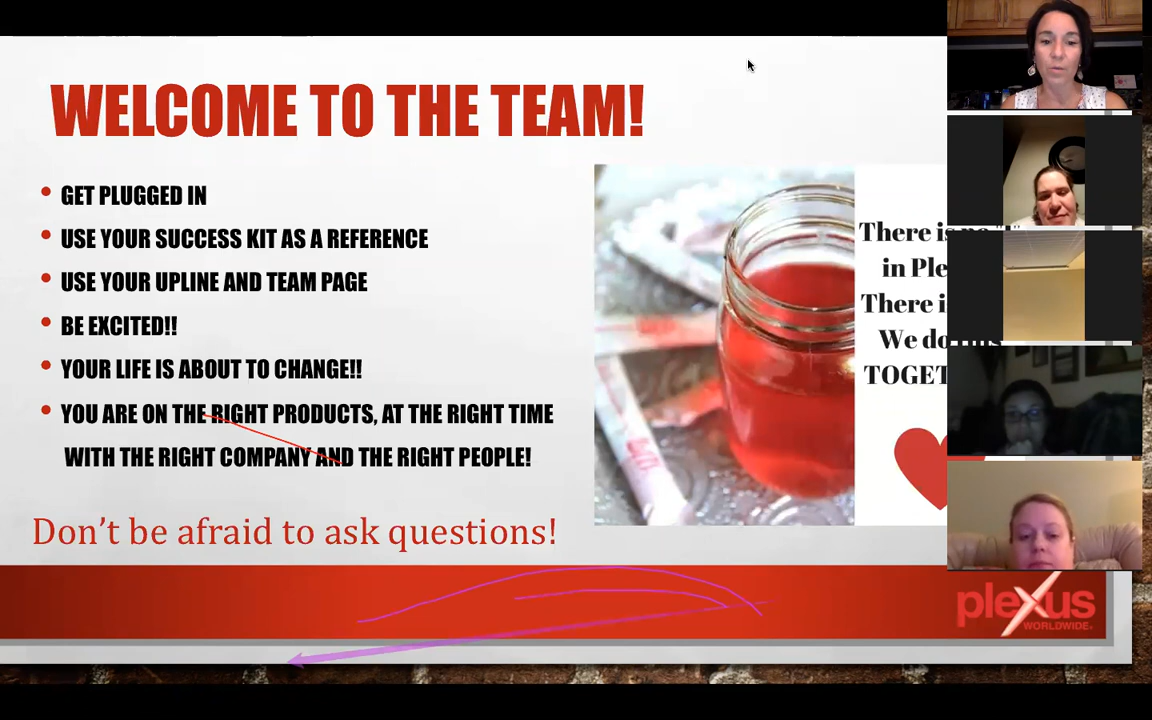 WELCOME TO THE TEAM!
GET PLUGGED IN
USE YOUR SUCCESS KIT AS A REFERENCE
USE YOUR UPLINE AND TEAM PAGE
BE EXCITED!!
YOUR LIFE IS ABOUT TO CHANGE!!
YOU ARE ON THE RIGHT PRODUCTS, AT THE RIGHT TIME
WITH THE RIGHT COMPANY AND THE RIGHT PEOPLE!
Don't be afraid to ask questions!
There is no "I"
in Ple
There i
We do this
TOGET
plexus
WORLDWIDE.